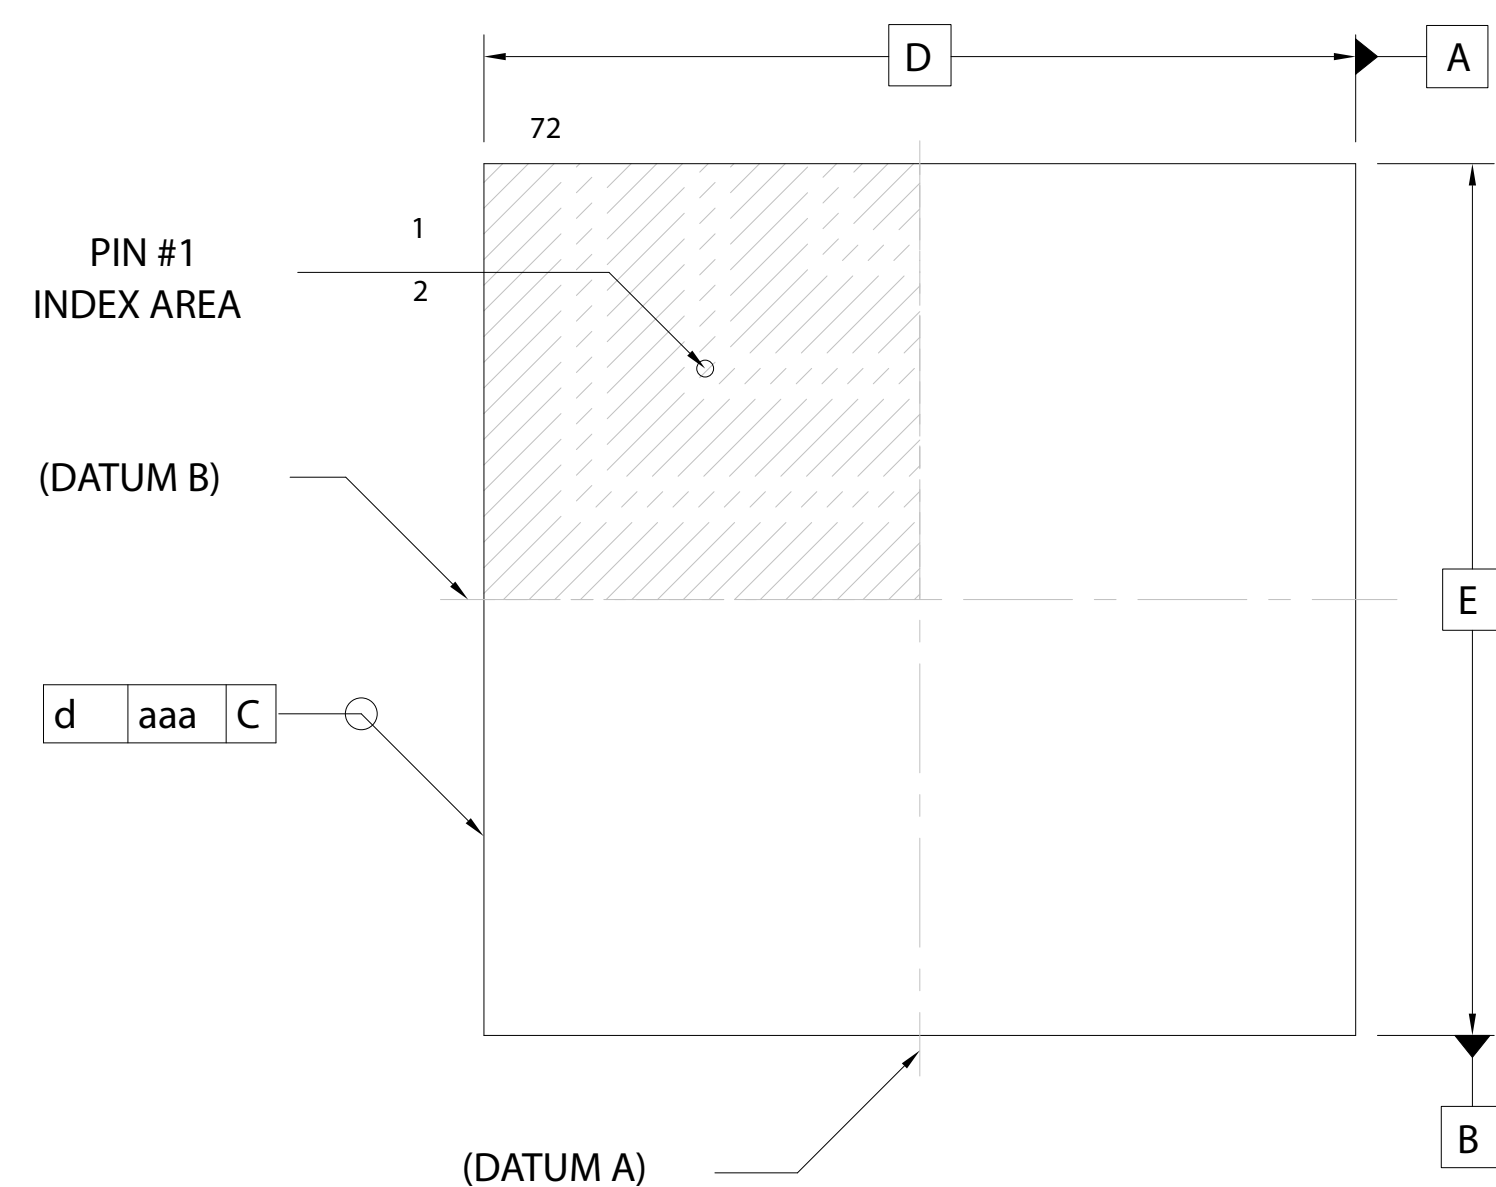 D
A
72
1
PIN #1
INDEX AREA
2
(DATUM B)
E
d aaa C
B
(DATUM A)